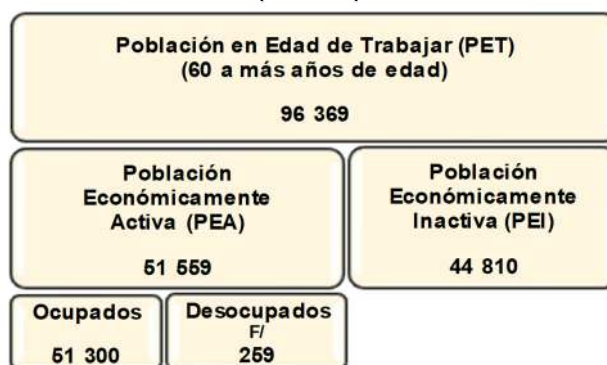 Población en Edad de Trabajar (PET)
(60 a más años de edad)
96 369
Población
Económicamente
Activa (PEA)
51 559
Población
Económicamente
Inactiva (PEI)
44 810
Ocupados
51 300
Desocupados
F/
259